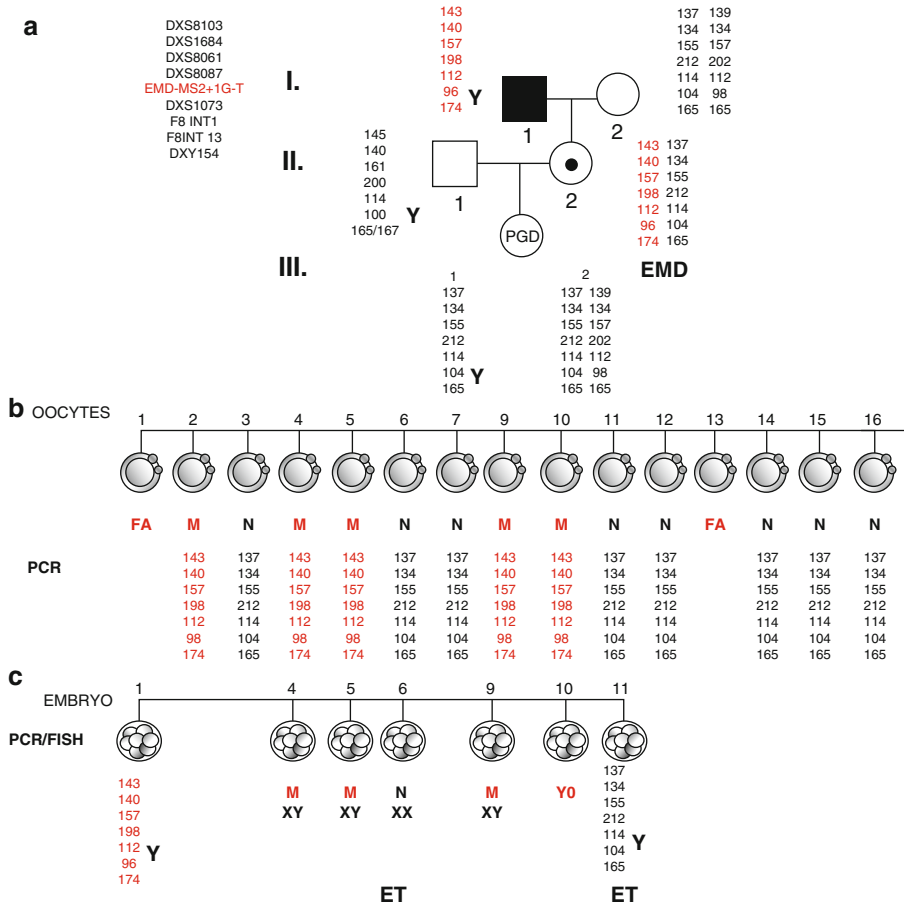 a
DXS8103
DXS1684
DXS8061
DXS8087
EMD-MS2+1G-T
DXS1073
F8 INT1
F8INT 13
DXY154
I.
143
140
157
198
112
96 Y
174
1
2
137 139
134 134
155 157
212 202
114 112
104 98
165 165
II.
145
140
161
200
114
100 Y
165/167
1
2
143 137
140 134
157 155
198 212
112 114
96 104
174 165
EMD
PGD
III.
1
137
134
155
212
114
104 Y
165
2
137 139
134 134
155 157
212 202
114 112
104 98
165 165
b OOCYTES
1 2 3 4 5 6 7 9 10 11 12 13 14 15 16
FA M N M M N N M M N N FA N N N
PCR
143 137 143 143 137 137 143 143 137 137 137 137 137
140 134 140 140 134 134 140 140 134 134 134 134 134
157 155 157 157 155 155 157 157 155 155 155 155 155
198 212 198 198 212 212 198 198 212 212 212 212 212
112 114 112 112 114 114 112 112 114 114 114 114 114
98 104 98 98 104 104 98 98 104 104 104 104 104
174 165 174 174 165 165 174 174 165 165 165 165 165
c EMBRYO
1 4 5 6 9 10 11
PCR/FISH
143
140
157
198
112 Y
96
174
M M N M Y0
XY XY XX XY
137
134
155
212
114 Y
104
165
ET ET